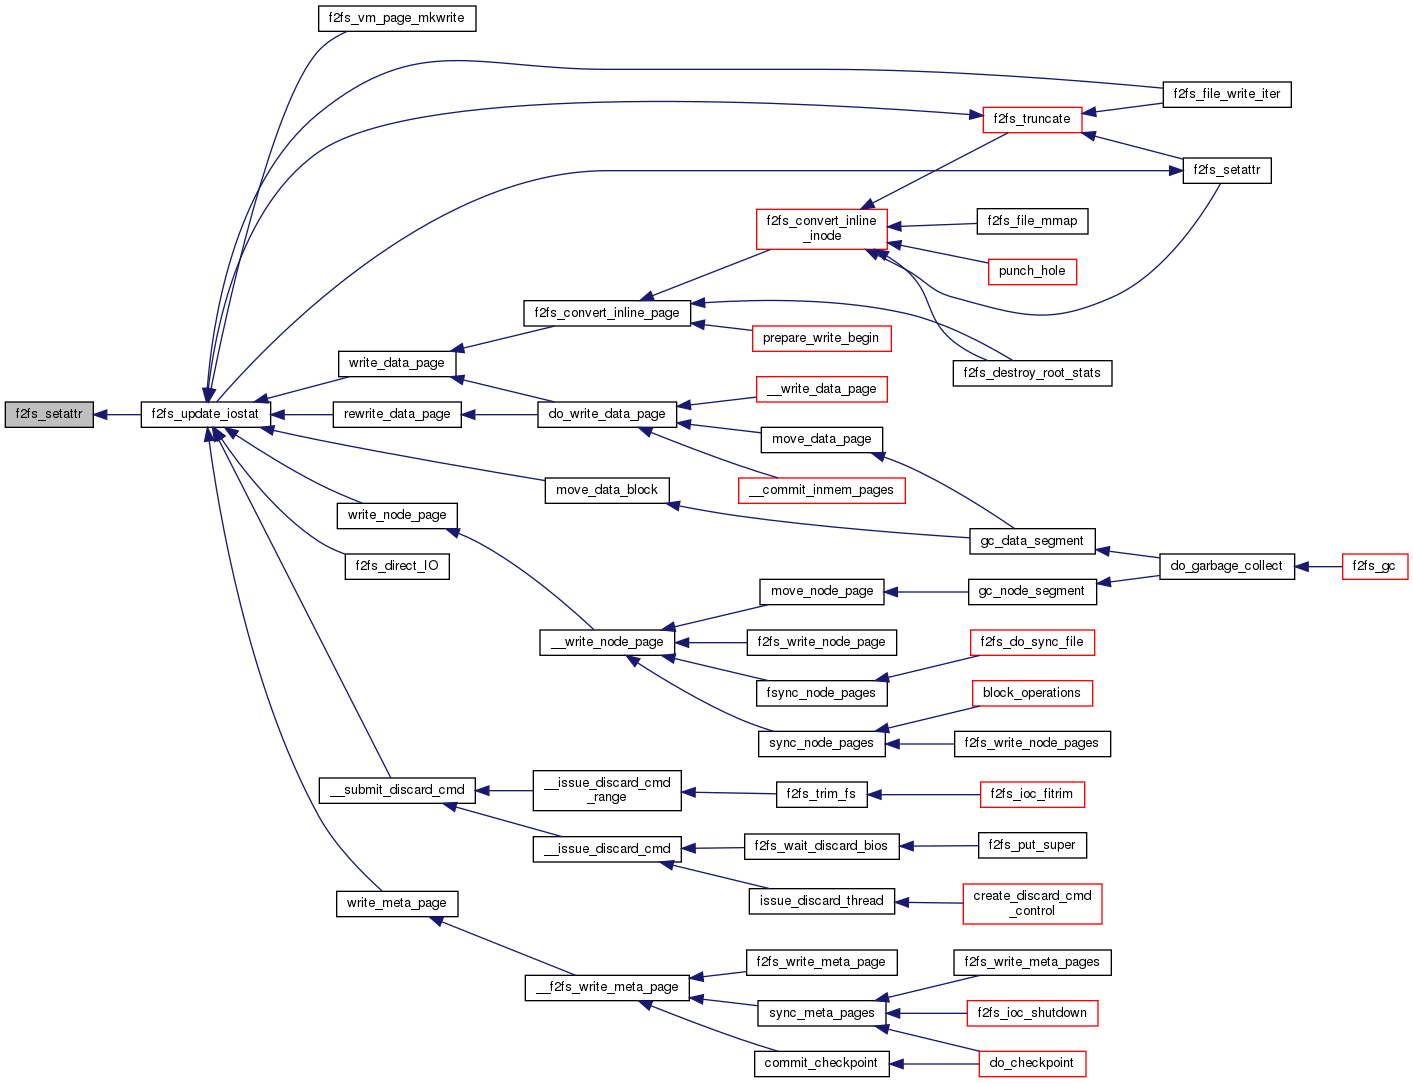 f2fs_vm_page_mkwrite
f2fs_file_write_iter
f2fs_truncate
f2fs_setattr
f2fs_convert_inline
_inode
f2fs_file_mmap
punch_hole
f2fs_convert_inline_page
prepare_write_begin
write_data_page
f2fs_destroy_root_stats
__write_data_page
f2fs_setattr
f2fs_update_iostat
rewrite_data_page
do_write_data_page
move_data_page
move_data_block
__commit_inmem_pages
write_node_page
gc_data_segment
f2fs_direct_IO
do_garbage_collect
f2fs_gc
move_node_page
gc_node_segment
__write_node_page
f2fs_write_node_page
f2fs_do_sync_file
fsync_node_pages
block_operations
sync_node_pages
f2fs_write_node_pages
__submit_discard_cmd
__issue_discard_cmd
_range
f2fs_trim_fs
f2fs_ioc_fitrim
__issue_discard_cmd
f2fs_wait_discard_bios
f2fs_put_super
write_meta_page
issue_discard_thread
create_discard_cmd
_control
f2fs_write_meta_page
f2fs_write_meta_pages
__f2fs_write_meta_page
sync_meta_pages
f2fs_ioc_shutdown
commit_checkpoint
do_checkpoint